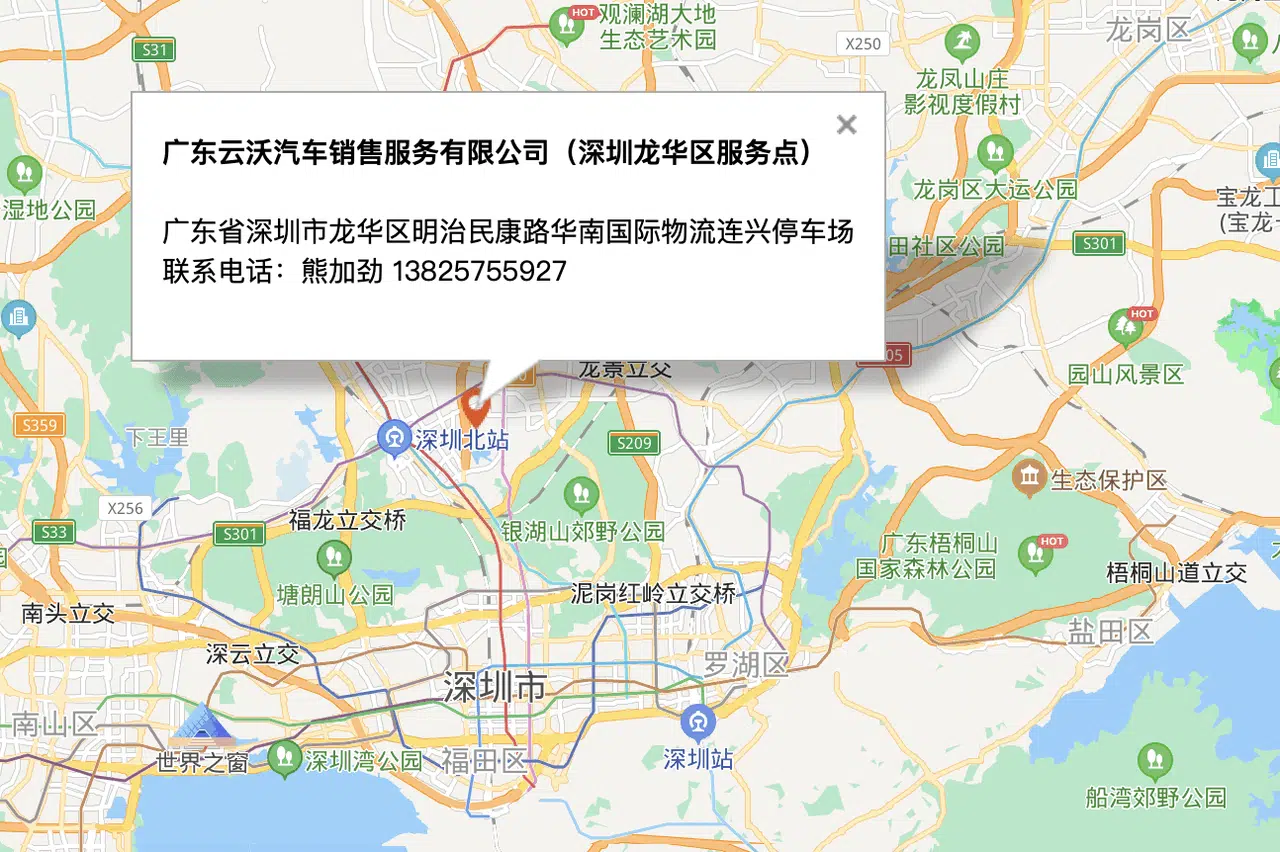 观澜湖大地
生态艺术园
HOT
S31
X250
龙岗区
龙凤山庄
影视度假村
广东云沃汽车销售服务有限公司（深圳龙华区服务点）
广东省深圳市龙华区明治民康路华南国际物流连兴停车场
联系电话：熊加劲 13825755927
湿地公园
龙岗区大运公园
田社区公园
S301
HOT
园山风景区
龙景立交
S359
下王里
深圳北站
S209
生态保护区
X256
S33
S301
福龙立交桥
银湖山郊野公园
广东梧桐山
国家森林公园
HOT
梧桐山道立交
塘朗山公园
泥岗红岭立交桥
南头立交
深云立交
盐田区
罗湖区
深圳市
南山区
世界之窗
深圳湾公园
福田区
深圳站
船湾郊野公园